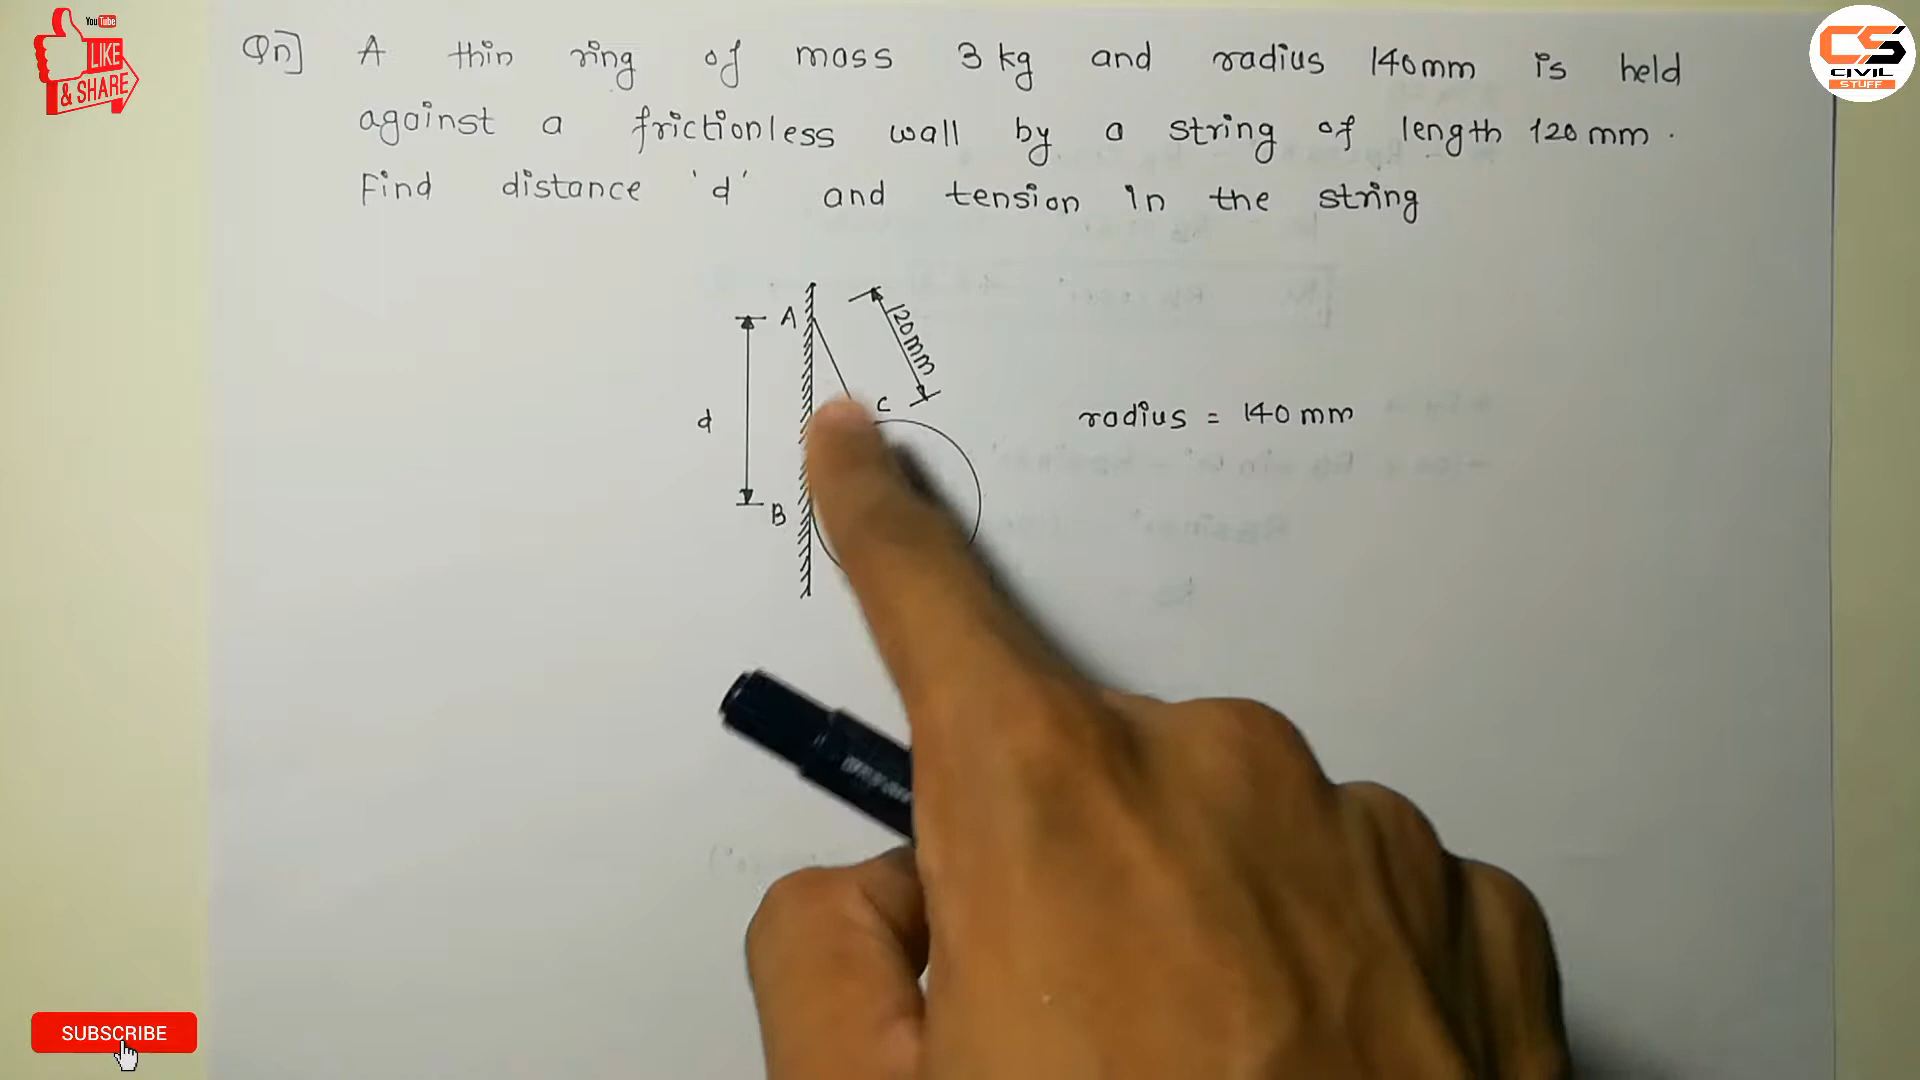 YouTube
LIKE
& SHARE
CS
CIVIL
STUFF
Qn] A thin ring of mass 3 kg and radius 140mm is held
against a frictionless wall by a string of length 120 mm.
Find distance 'd' and tension in the string
A
120mm
C
d
radius = 140 mm
B
SUBSCRIBE